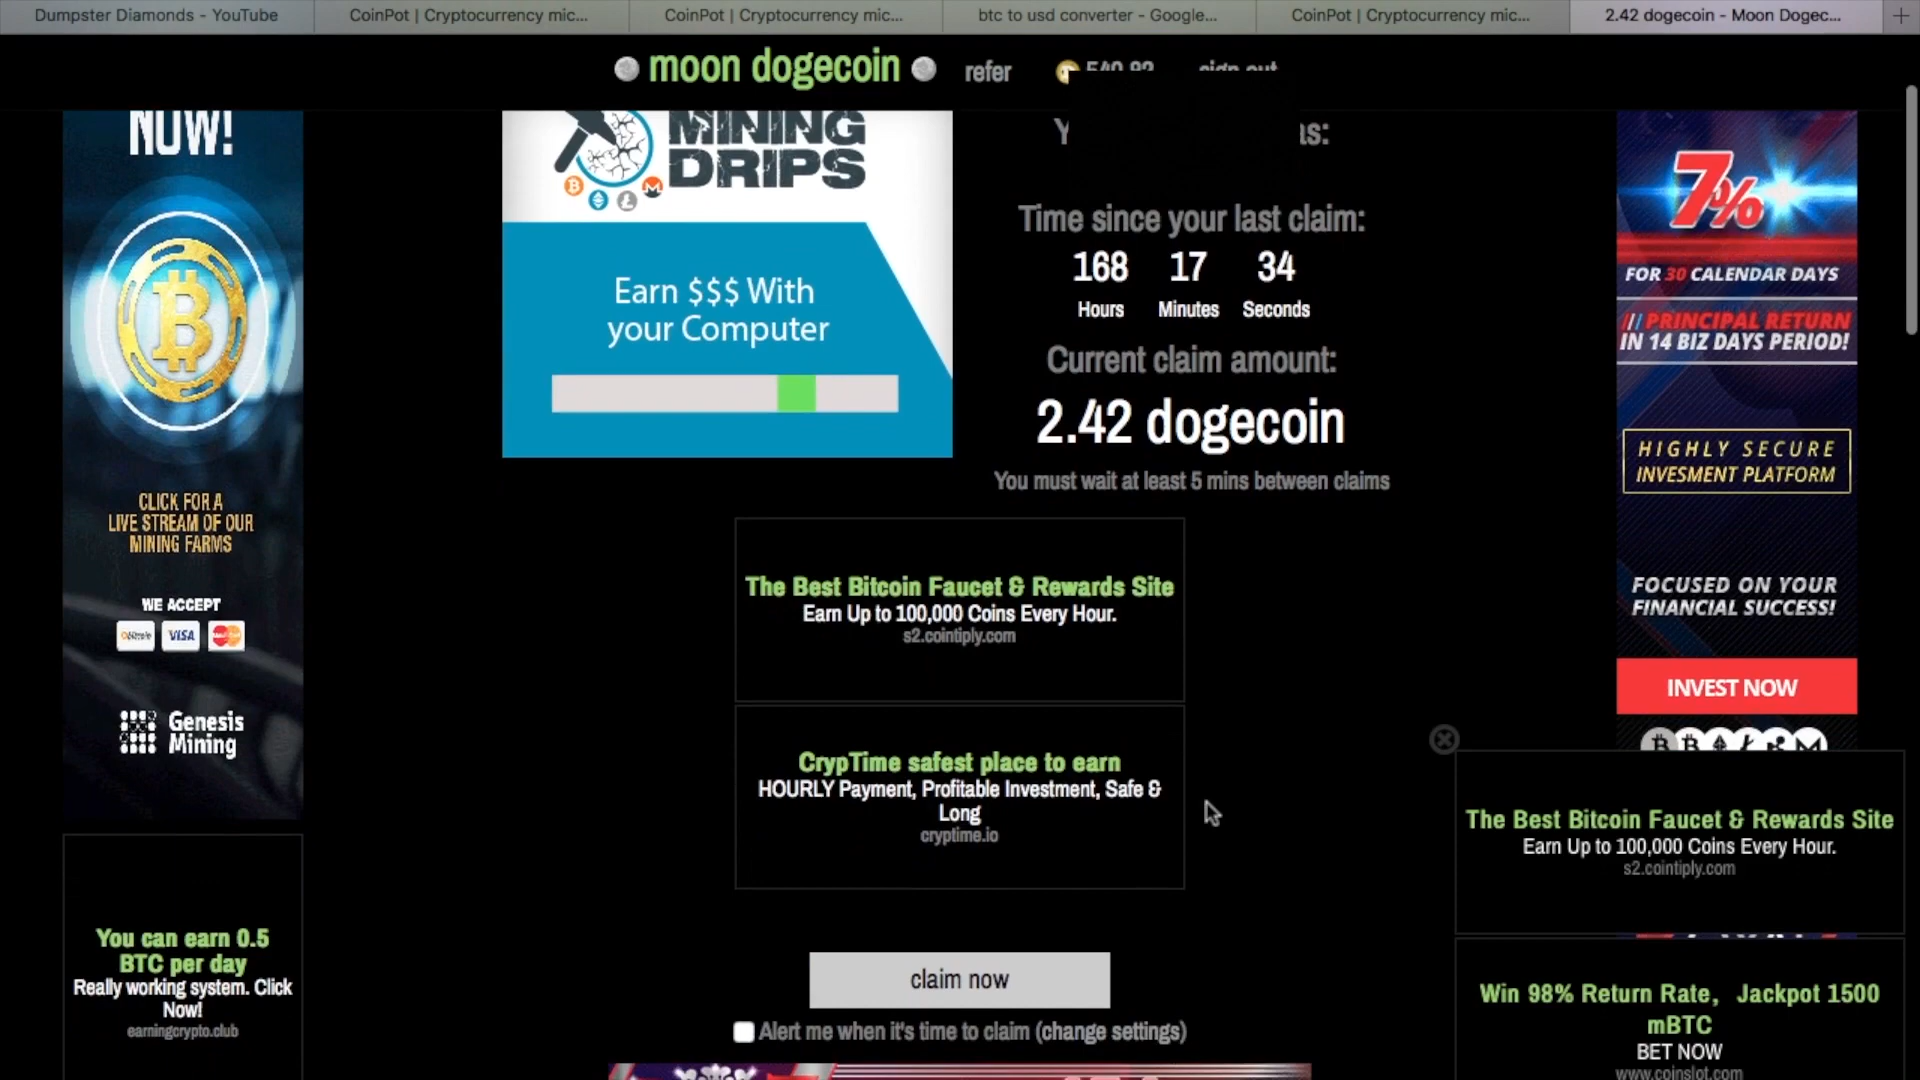 Dumpster Diamonds - YouTube
CoinPot | Cryptocurrency mic...
CoinPot | Cryptocurrency mic...
btc to usd converter - Google...
CoinPot | Cryptocurrency mic...
2.42 dogecoin - Moon Dogec...
moon dogecoin
refer
540.92
sign out
NOW!
CLICK FOR A
LIVE STREAM OF OUR
MINING FARMS
WE ACCEPT
VISA
Genesis
Mining
You can earn 0.5
BTC per day
Really working system. Click
Now!
earningcrypto.club
MINING
DRIPS
Earn $$$ With
your Computer
Time since your last claim:
168 17 34
Hours Minutes Seconds
Current claim amount:
2.42 dogecoin
You must wait at least 5 mins between claims
The Best Bitcoin Faucet & Rewards Site
Earn Up to 100,000 Coins Every Hour.
s2.cointiply.com
CrypTime safest place to earn
HOURLY Payment, Profitable Investment, Safe &
Long
cryptime.io
claim now
Alert me when it's time to claim (change settings)
7%
FOR 30 CALENDAR DAYS
/// PRINCIPAL RETURN
IN 14 BIZ DAYS PERIOD!
HIGHLY SECURE
INVESMENT PLATFORM
FOCUSED ON YOUR
FINANCIAL SUCCESS!
INVEST NOW
The Best Bitcoin Faucet & Rewards Site
Earn Up to 100,000 Coins Every Hour.
s2.cointiply.com
Win 98% Return Rate, Jackpot 1500
mBTC
BET NOW
www.coinslot.com